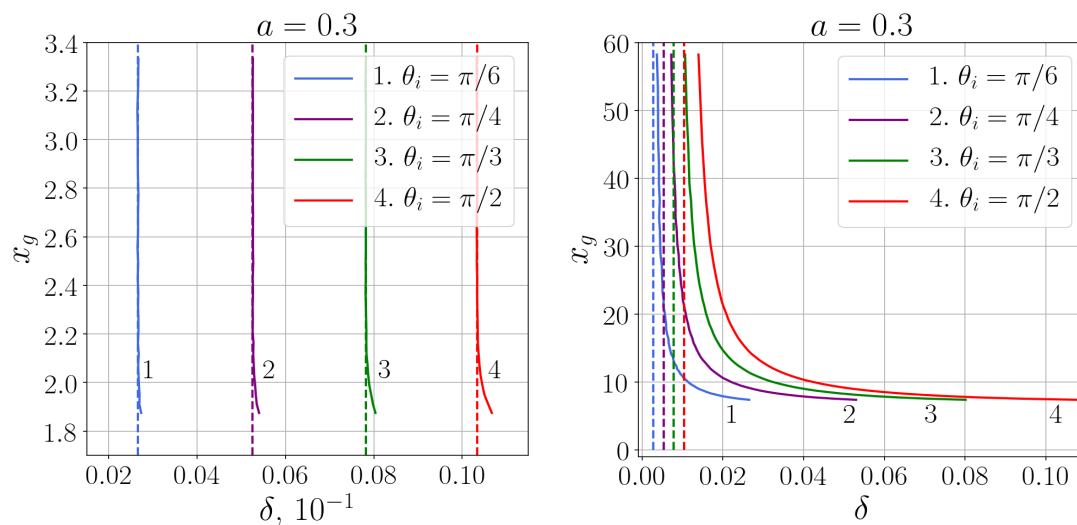 a = 0.3
3.4
3.2
3.0
2.8
2.6
2.4
2.2
2.0
1.8
x_g
1. θ_i = π/6
2. θ_i = π/4
3. θ_i = π/3
4. θ_i = π/2
1
2
3
4
0.02 0.04 0.06 0.08 0.10
δ, 10⁻¹
a = 0.3
60
50
40
30
20
10
0
x_g
1. θ_i = π/6
2. θ_i = π/4
3. θ_i = π/3
4. θ_i = π/2
1
2
3
4
0.00 0.02 0.04 0.06 0.08 0.10
δ